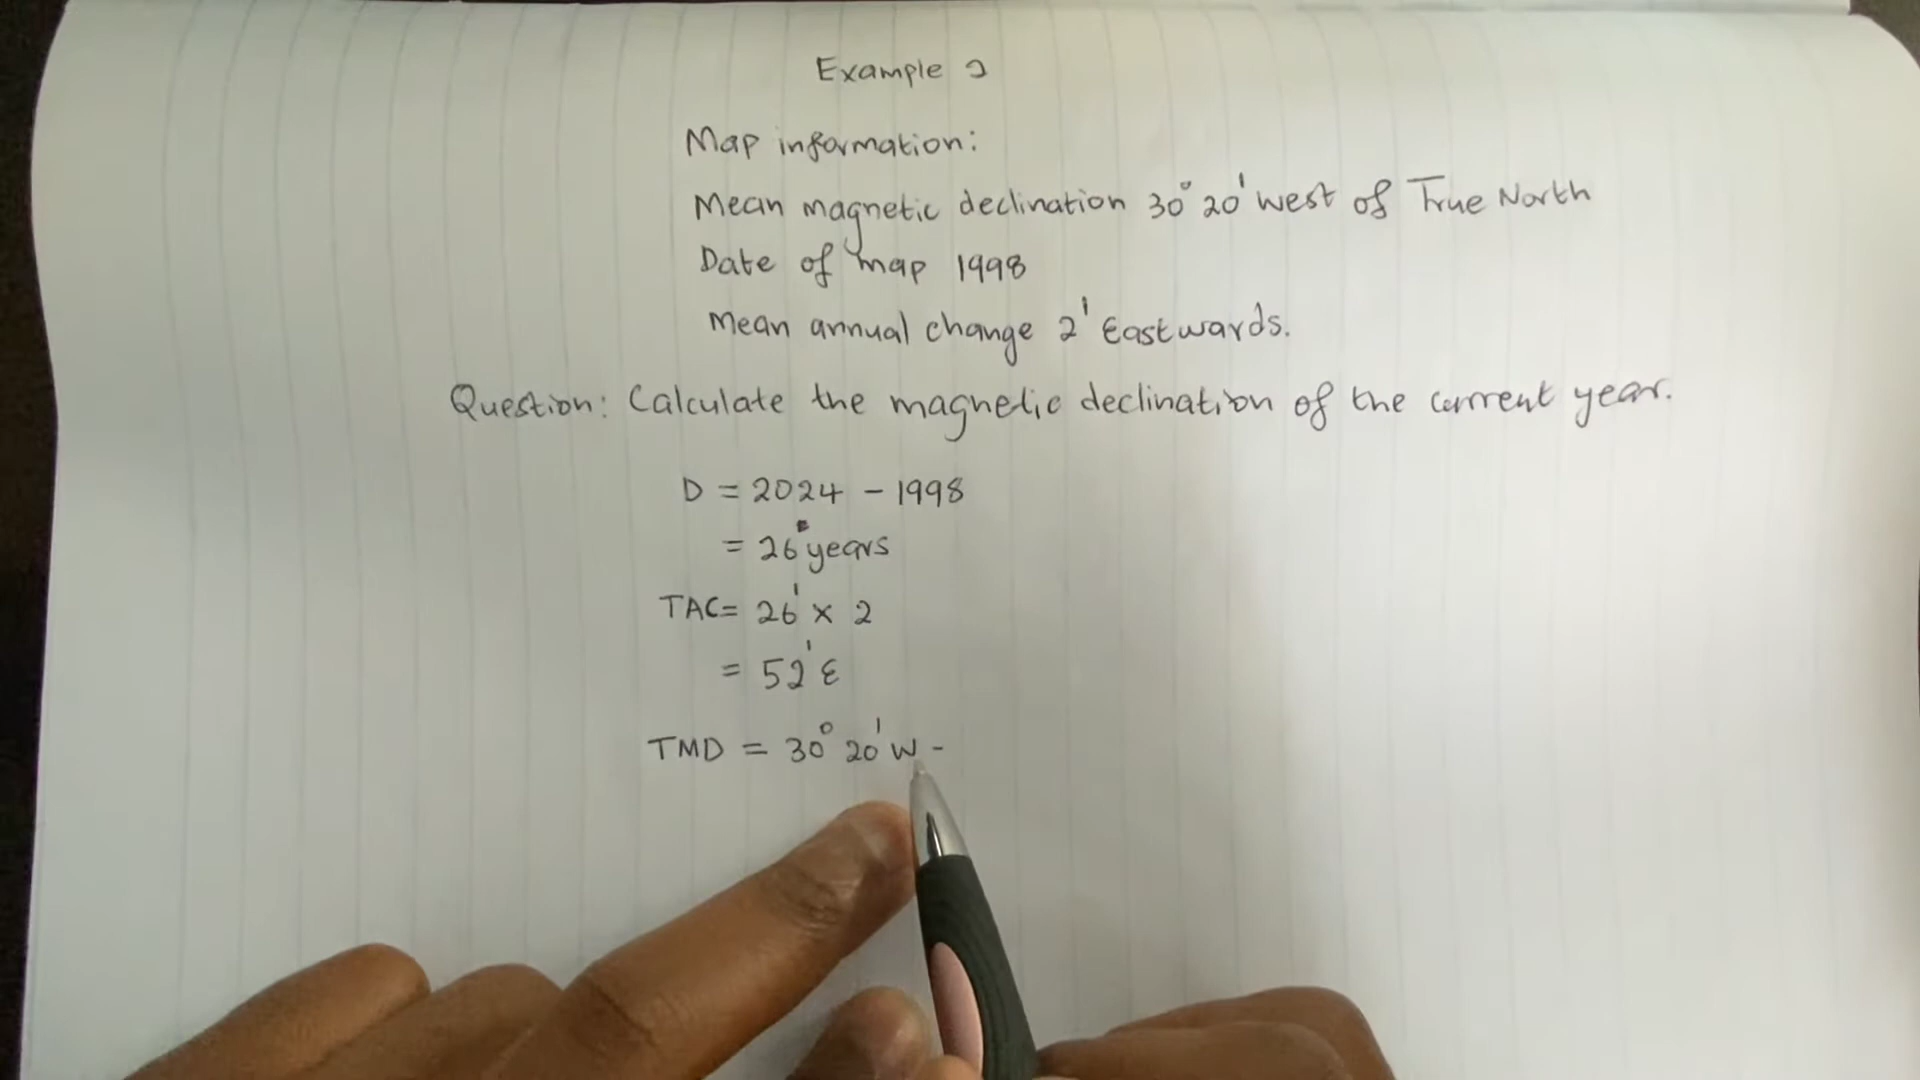 Example 2
Map information:
Mean magnetic declination 30° 20' west of True North
Date of map 1998
Mean annual change 2' Eastwards.
Question: Calculate the magnetic declination of the current year.
D = 2024 - 1998
= 26 years
TAC = 26' x 2
= 52' E
TMD = 30° 20' W -